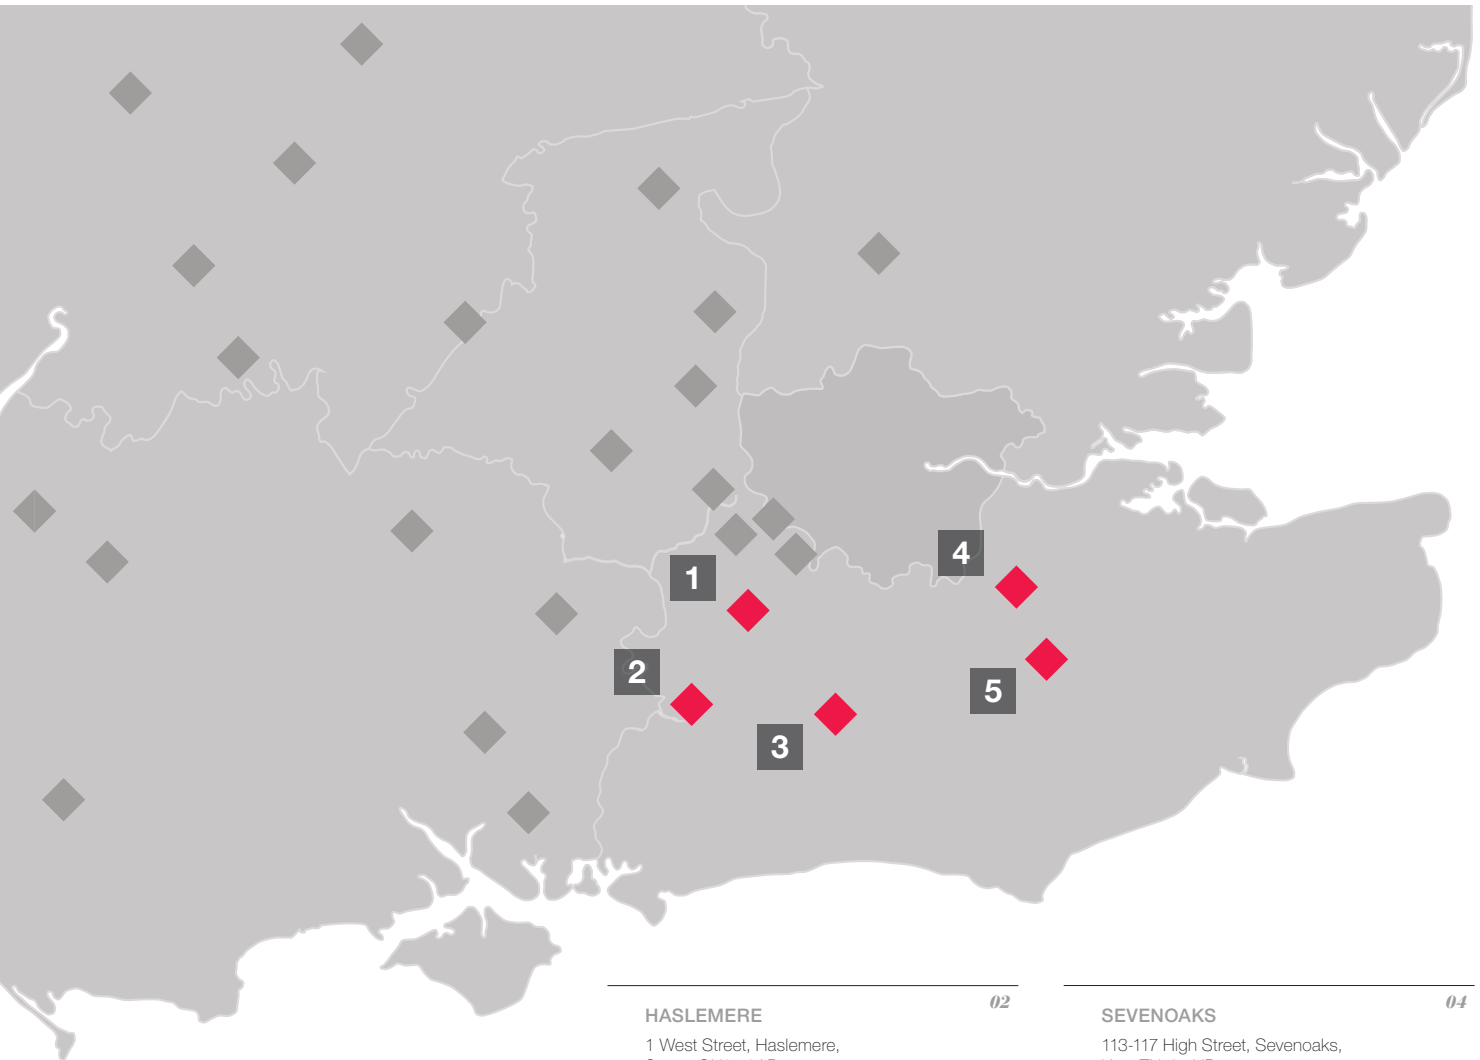 4
1
2
5
3
02
HASLEMERE
1 West Street, Haslemere,
04
SEVENOAKS
113-117 High Street, Sevenoaks,